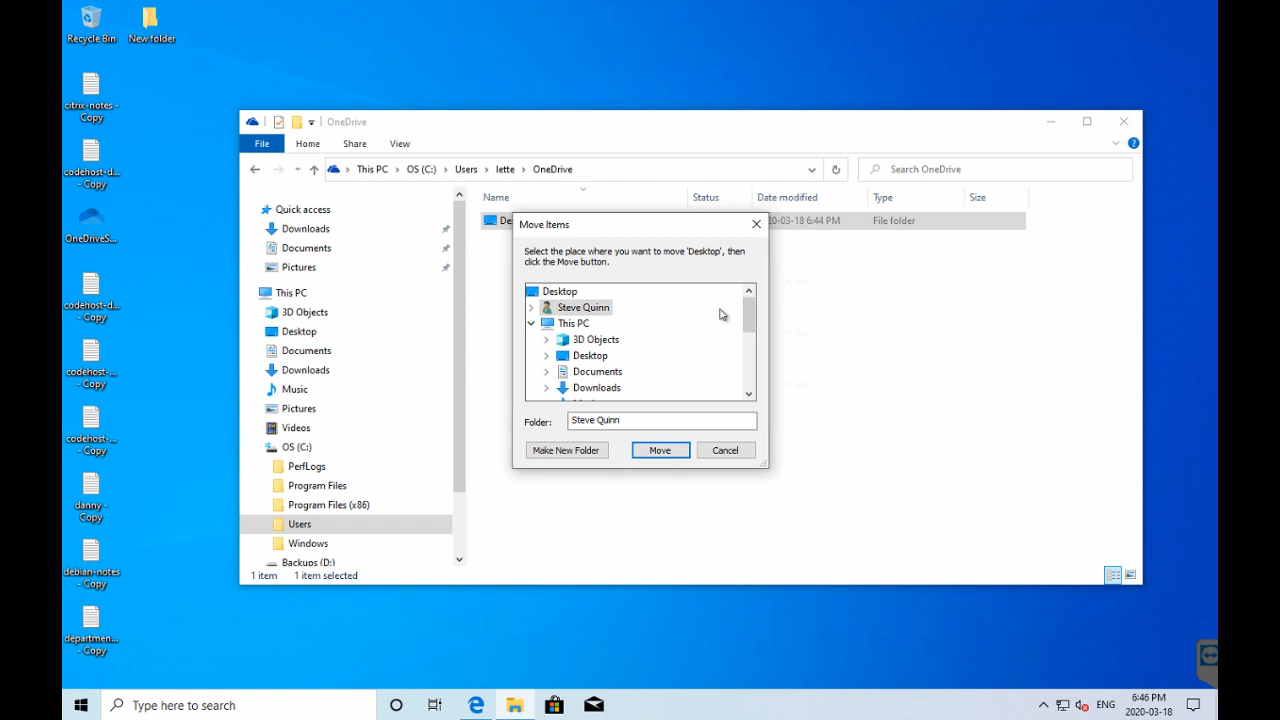 Recycle Bin
New folder
citrix-notes -
Copy
codehost-d...
- Copy
OneDriveS...
codehost-d...
- Copy
codehost-d...
- Copy
codehost-d...
- Copy
danny -
Copy
debian-notes
- Copy
departmen...
- Copy
OneDrive
File
Home
Share
View
This PC
OS (C:)
Users
lette
OneDrive
Search OneDrive
Name
Status
Date modified
Type
Size
20-03-18 6:44 PM
File folder
Quick access
Downloads
Documents
Pictures
This PC
3D Objects
Desktop
Documents
Downloads
Music
Pictures
Videos
OS (C:)
PerfLogs
Program Files
Program Files (x86)
Users
Windows
Backups (D:)
1 item
1 item selected
Move Items
Select the place where you want to move 'Desktop', then
click the Move button.
Desktop
Steve Quinn
This PC
3D Objects
Desktop
Documents
Downloads
Folder:
Steve Quinn
Make New Folder
Move
Cancel
Type here to search
ENG
6:46 PM
2020-03-18